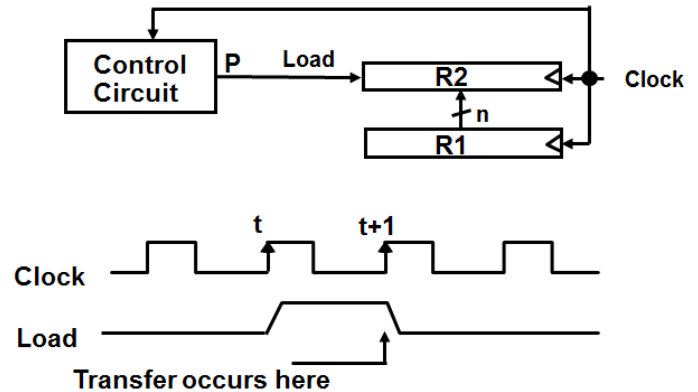 Control
Circuit
P
Load
R2
Clock
n
R1
t
t+1
Clock
Load
Transfer occurs here